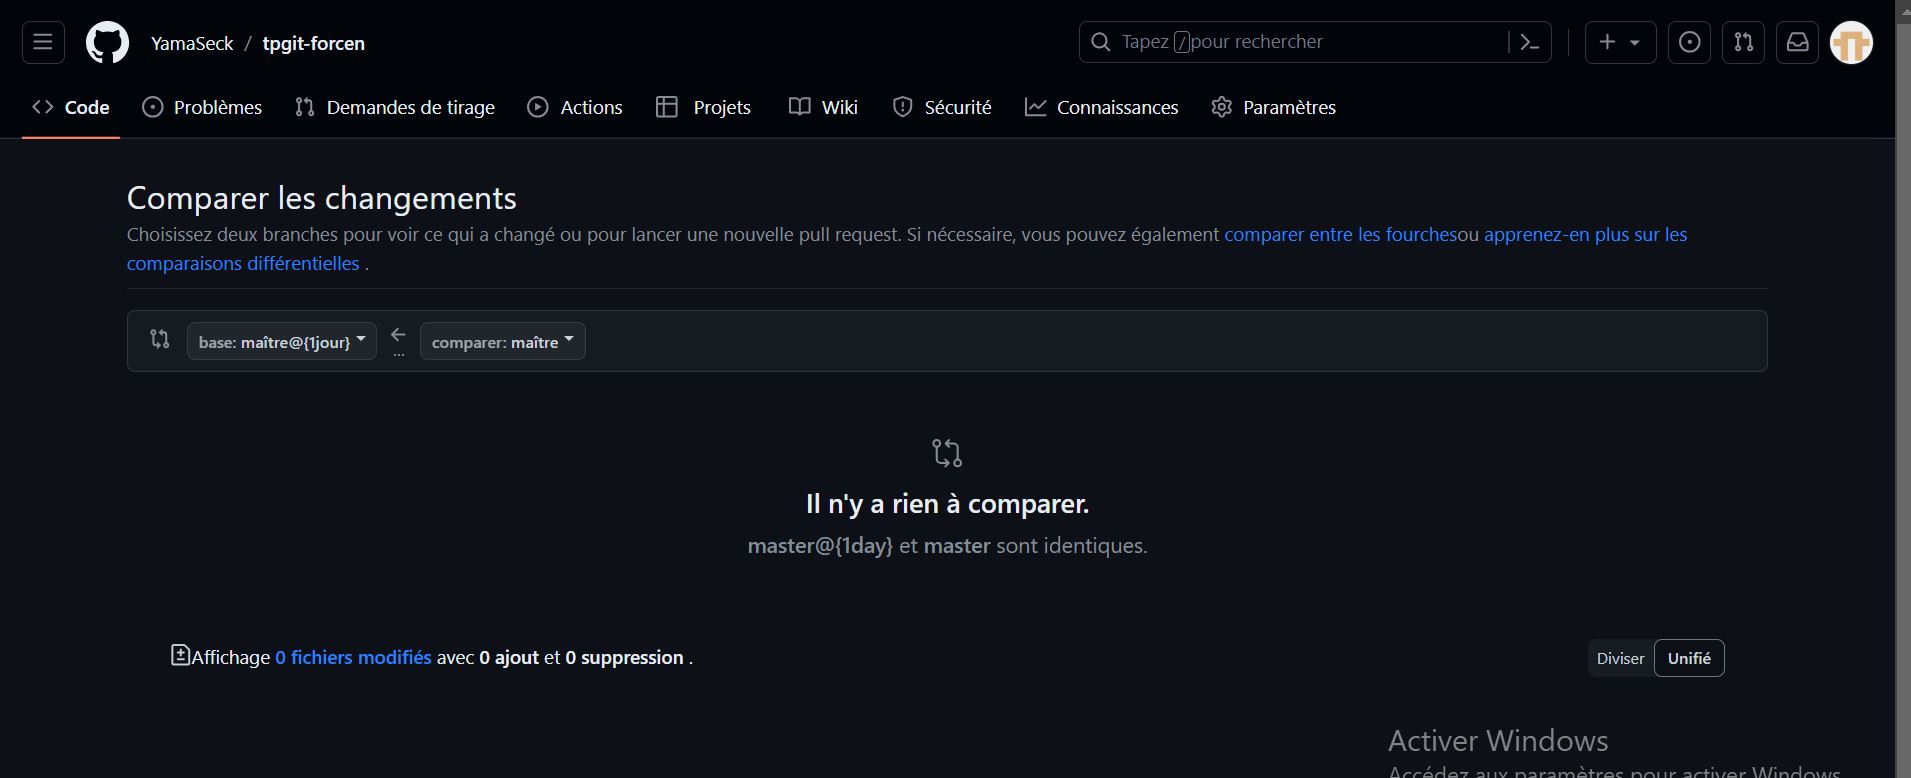 YamaSeck / tpgit-forcen
Tapez / pour rechercher
Code Problèmes Demandes de tirage Actions Projets Wiki Sécurité Connaissances Paramètres
Comparer les changements
Choisissez deux branches pour voir ce qui a changé ou pour lancer une nouvelle pull request. Si nécessaire, vous pouvez également comparer entre les fourchesou apprenez-en plus sur les
comparaisons différentielles .
base: maître@{1jour} ... comparer: maître
Il n'y a rien à comparer.
master@{1day} et master sont identiques.
Affichage 0 fichiers modifiés avec 0 ajout et 0 suppression .
Diviser Unifié
Activer Windows
Accédez aux paramètres pour activer Windows.